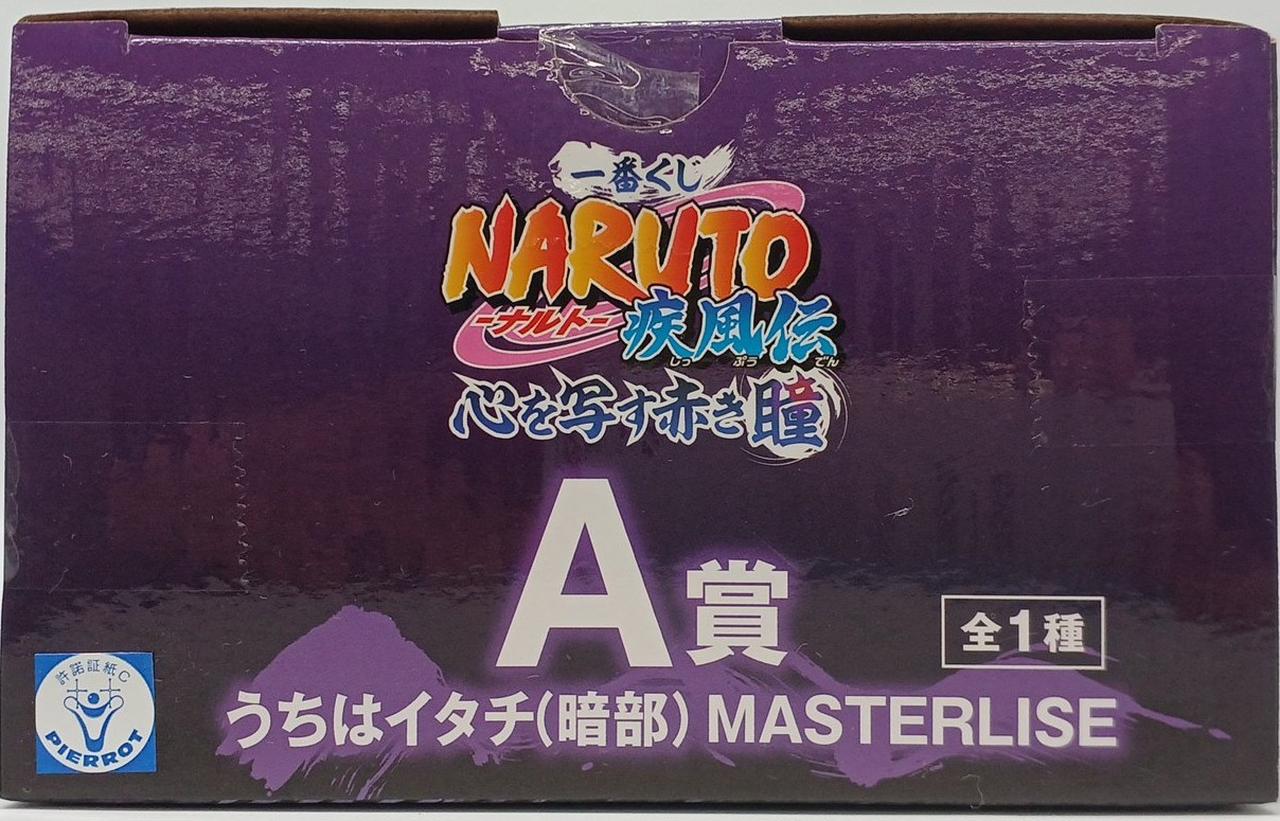 一番くじ
NARUTO
-ナルト-
疾風伝
しっ ぷう でん
心を写す赤き瞳
A賞
全1種
うちはイタチ(暗部) MASTERLISE
許諾証紙C
PIERROT